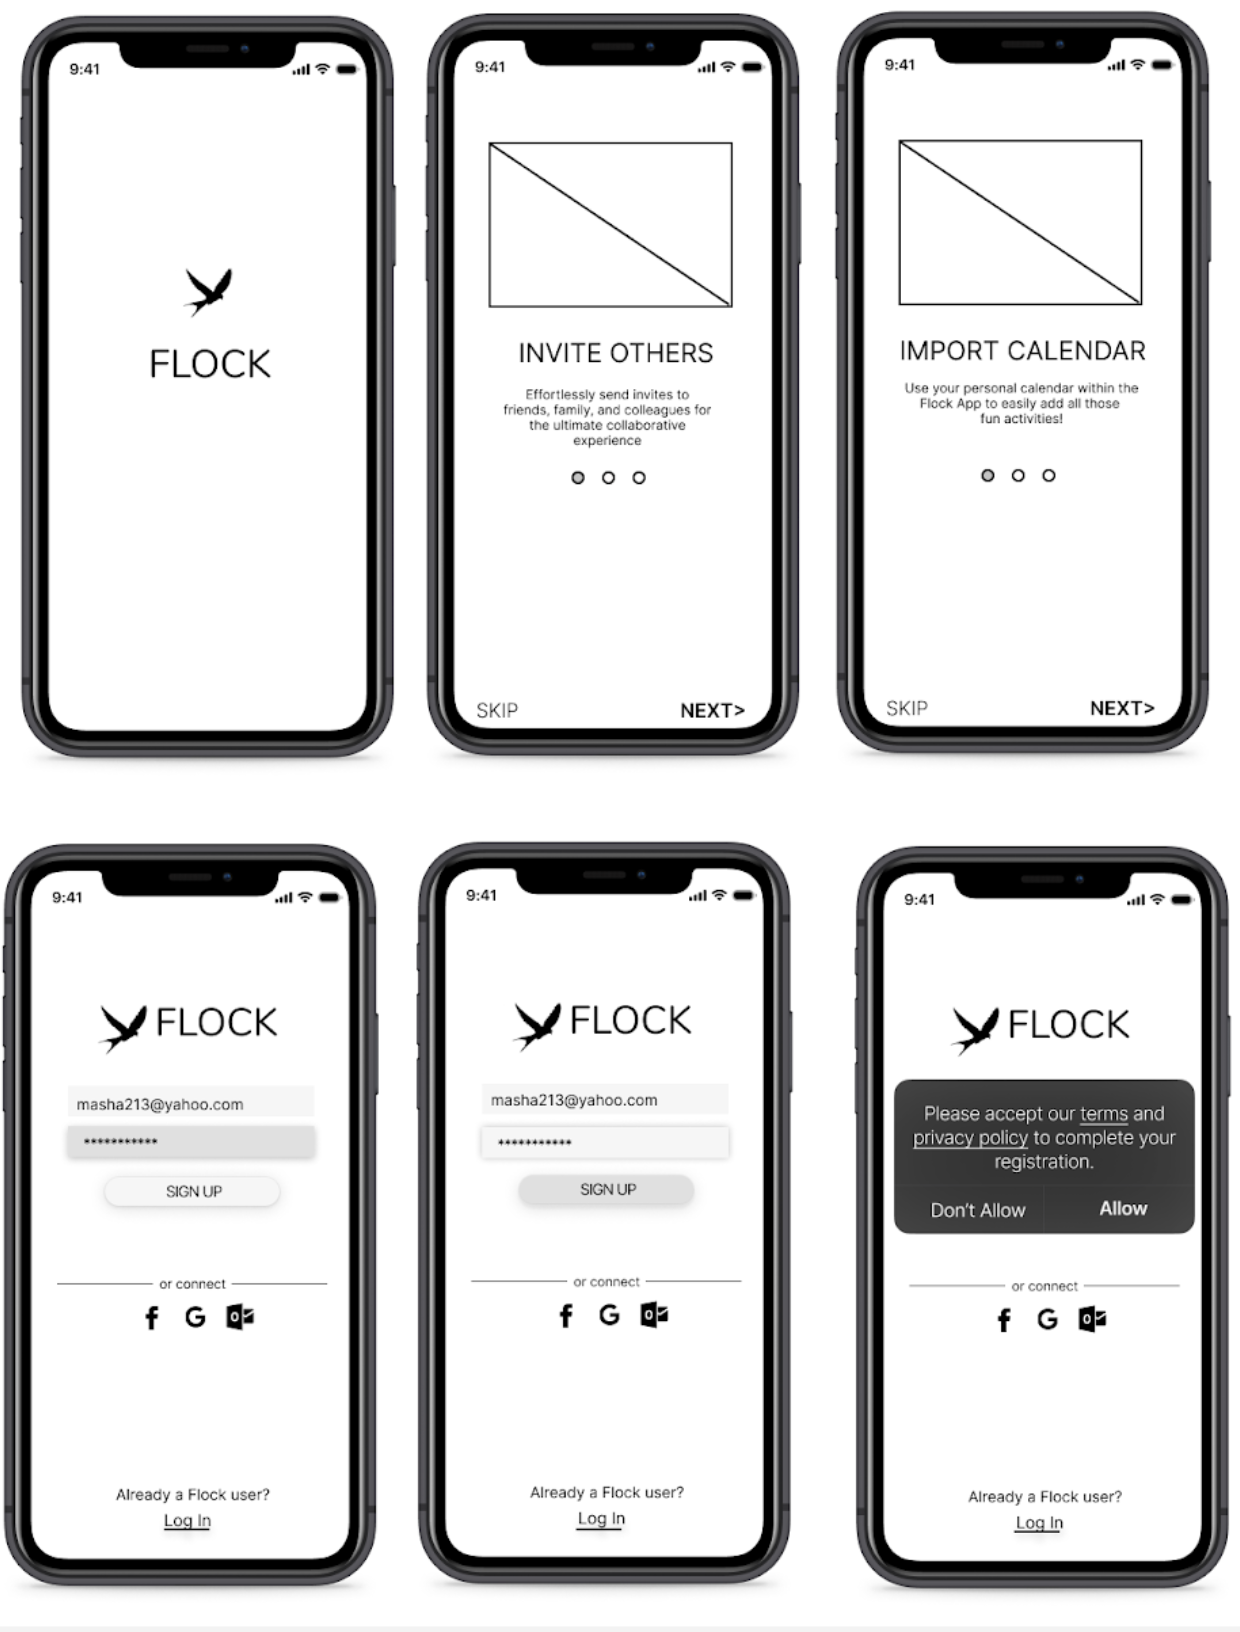 9:41
FLOCK
9:41
INVITE OTHERS
Effortlessly send invites to
friends, family, and colleagues for
the ultimate collaborative
experience
SKIP
NEXT>
9:41
IMPORT CALENDAR
Use your personal calendar within the
Flock App to easily add all those
fun activities!
SKIP
NEXT>
9:41
FLOCK
masha213@yahoo.com
***********
SIGN UP
or connect
f G O
Already a Flock user?
Log In
9:41
FLOCK
masha213@yahoo.com
***********
SIGN UP
or connect
f G O
Already a Flock user?
Log In
9:41
FLOCK
Please accept our terms and
privacy policy to complete your
registration.
Don't Allow
Allow
or connect
f G O
Already a Flock user?
Log In